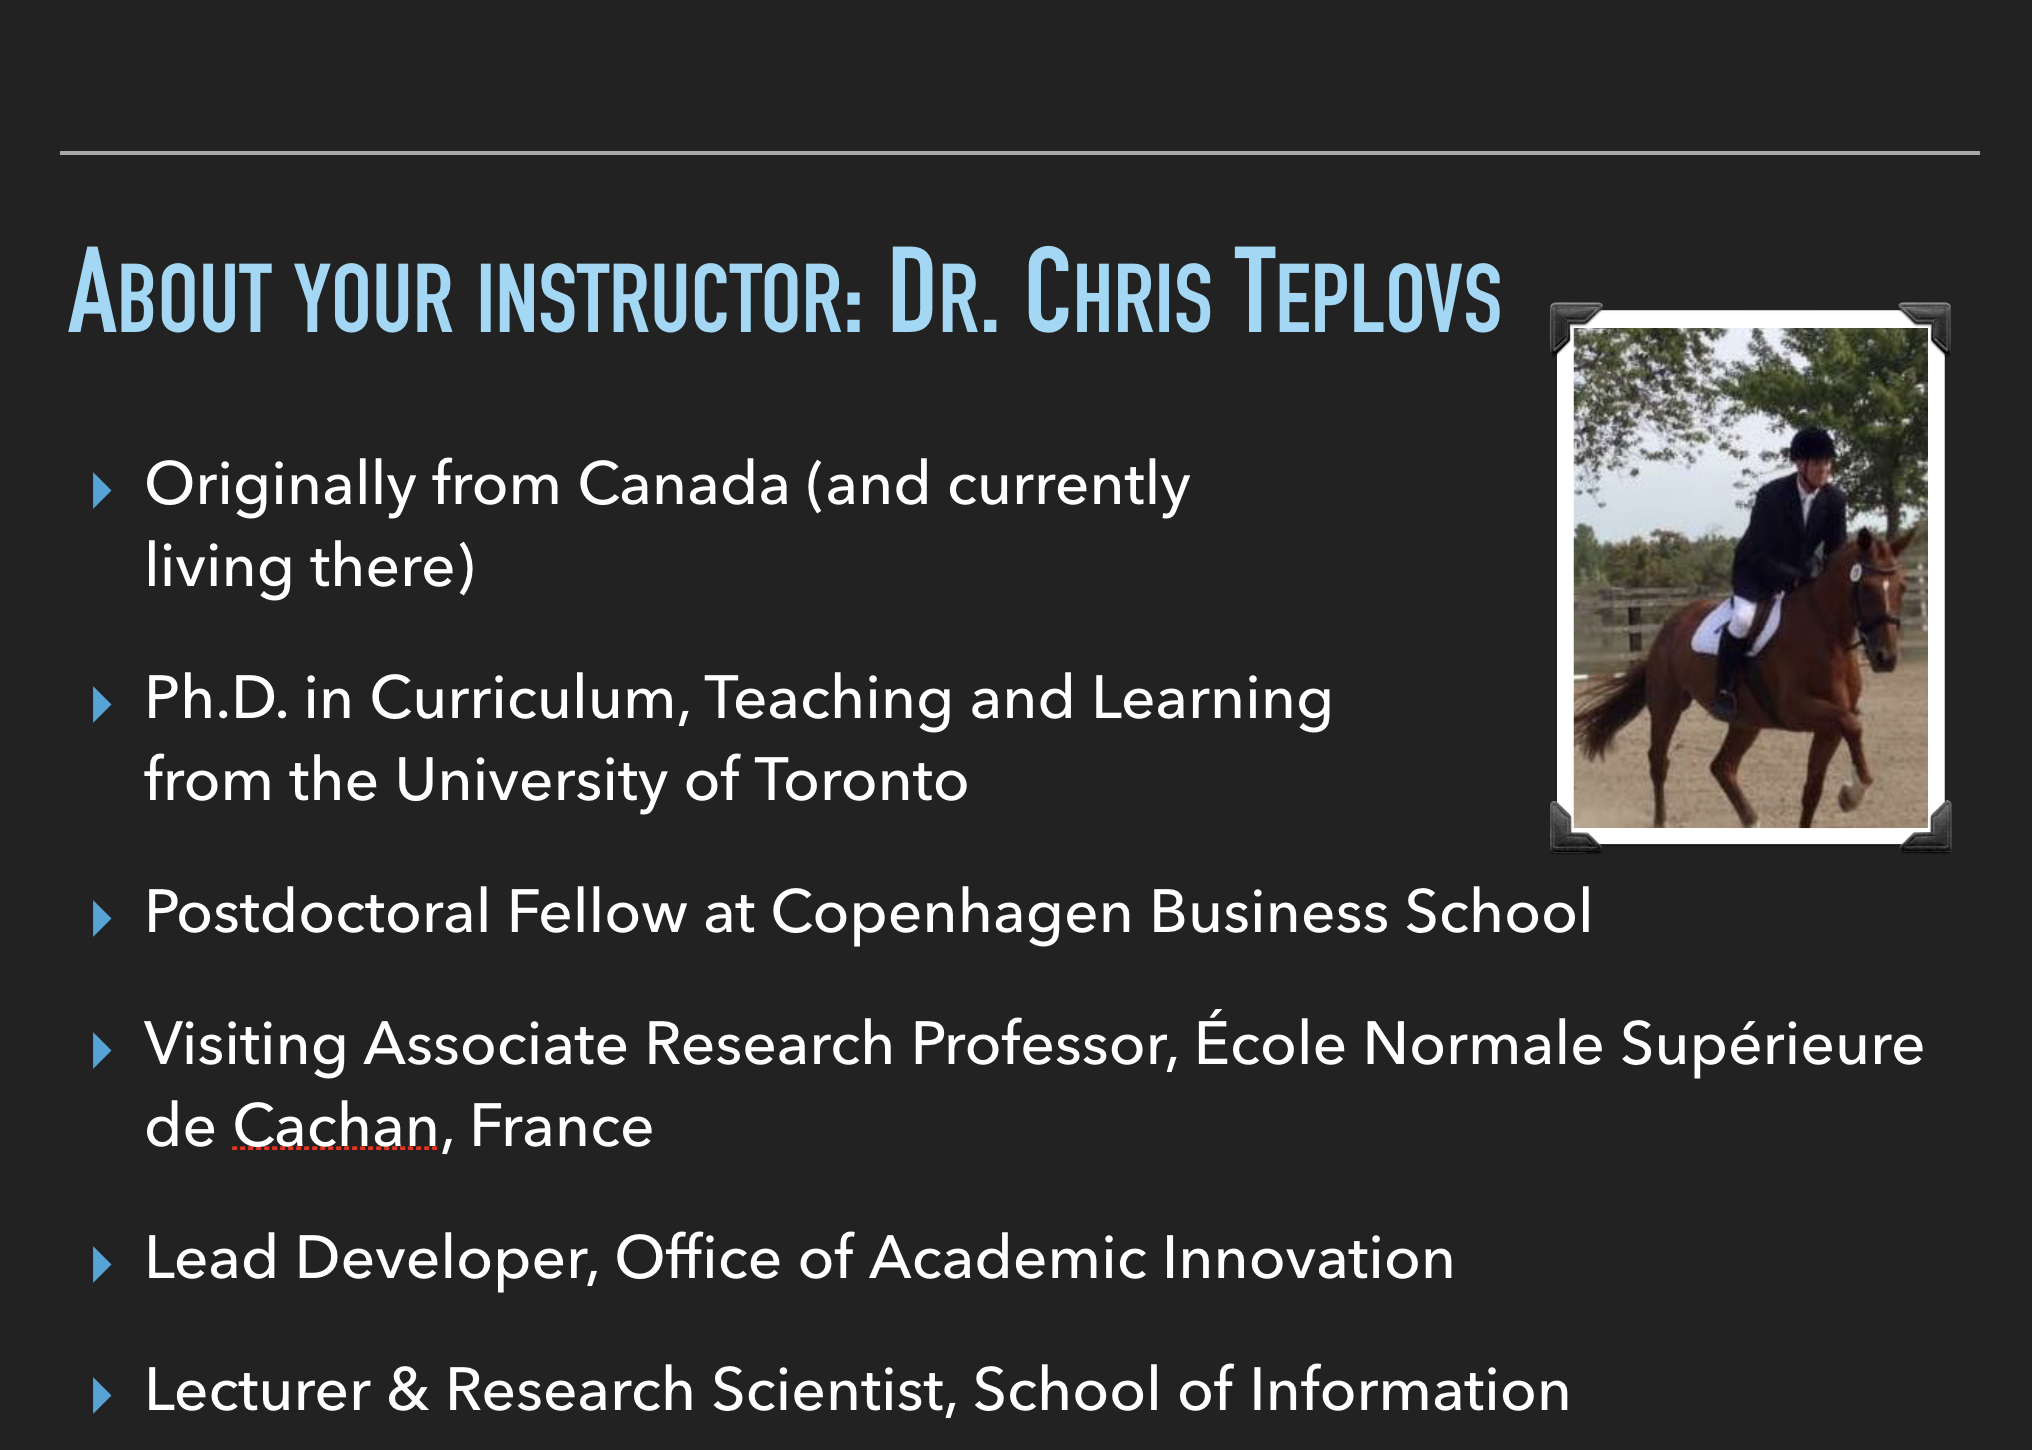 About your instructor: Dr. Chris Teplovs
Originally from Canada (and currently
living there)
Ph.D. in Curriculum, Teaching and Learning
from the University of Toronto
Postdoctoral Fellow at Copenhagen Business School
Visiting Associate Research Professor, École Normale Supérieure
de Cachan, France
Lead Developer, Office of Academic Innovation
Lecturer & Research Scientist, School of Information